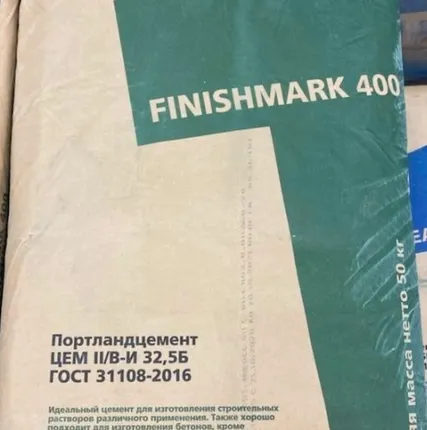 FINISHMARK 400
Портландцемент
ЦЕМ II/В-И 32,5Б
ГОСТ 31108-2016
Идеальный цемент для изготовления строительных
растворов различного применения. Также хорошо
подходит для изготовления бетонов, кроме
масса нетто 50 кг